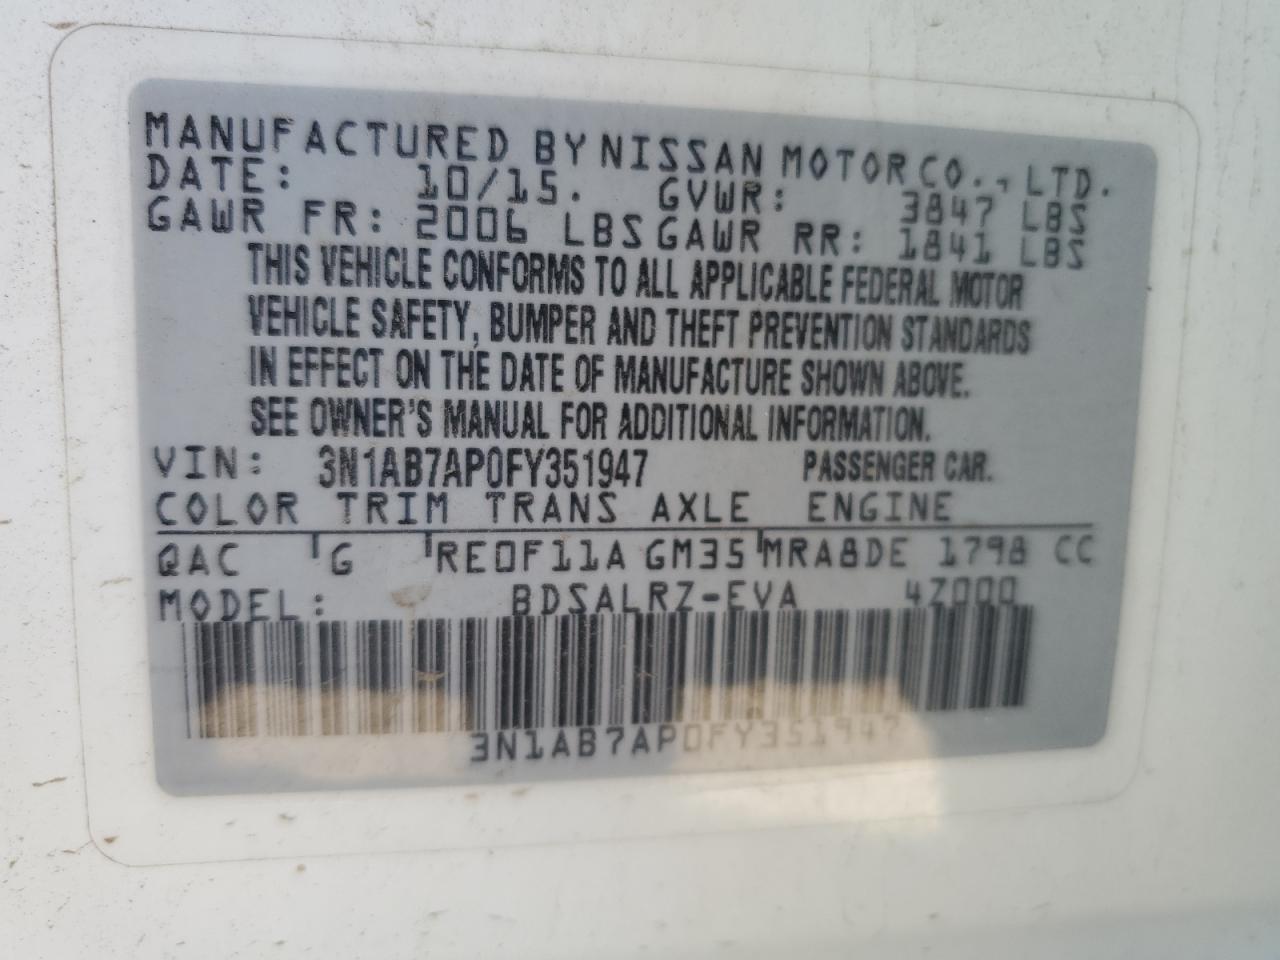 MANUFACTURED BY NISSAN MOTOR CO., LTD.
DATE: 10/15. GVWR: 3847 LBS
GAWR FR: 2006 LBS GAWR RR: 1841 LBS
THIS VEHICLE CONFORMS TO ALL APPLICABLE FEDERAL MOTOR
VEHICLE SAFETY, BUMPER AND THEFT PREVENTION STANDARDS
IN EFFECT ON THE DATE OF MANUFACTURE SHOWN ABOVE.
SEE OWNER'S MANUAL FOR ADDITIONAL INFORMATION.
VIN: 3N1AB7AP0FY351947 PASSENGER CAR.
COLOR TRIM TRANS AXLE ENGINE
QAC G RE0F11A GM35 MRA8DE 1798 CC
MODEL: BDSALRZ-EVA 47000
3N1AB7AP0FY351947